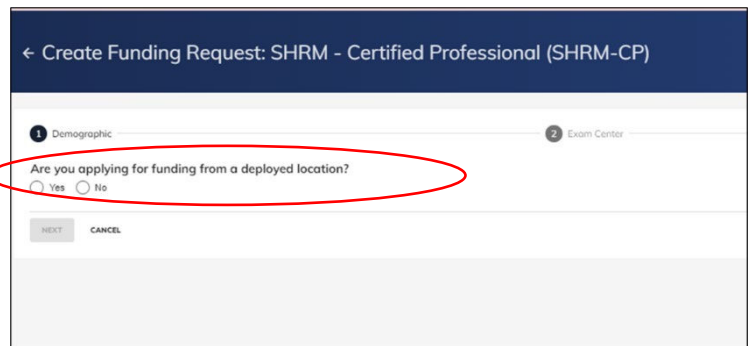 ← Create Funding Request: SHRM - Certified Professional (SHRM-CP)
1 Demographic 2 Exam Center
Are you applying for funding from a deployed location?
Yes No
NEXT CANCEL